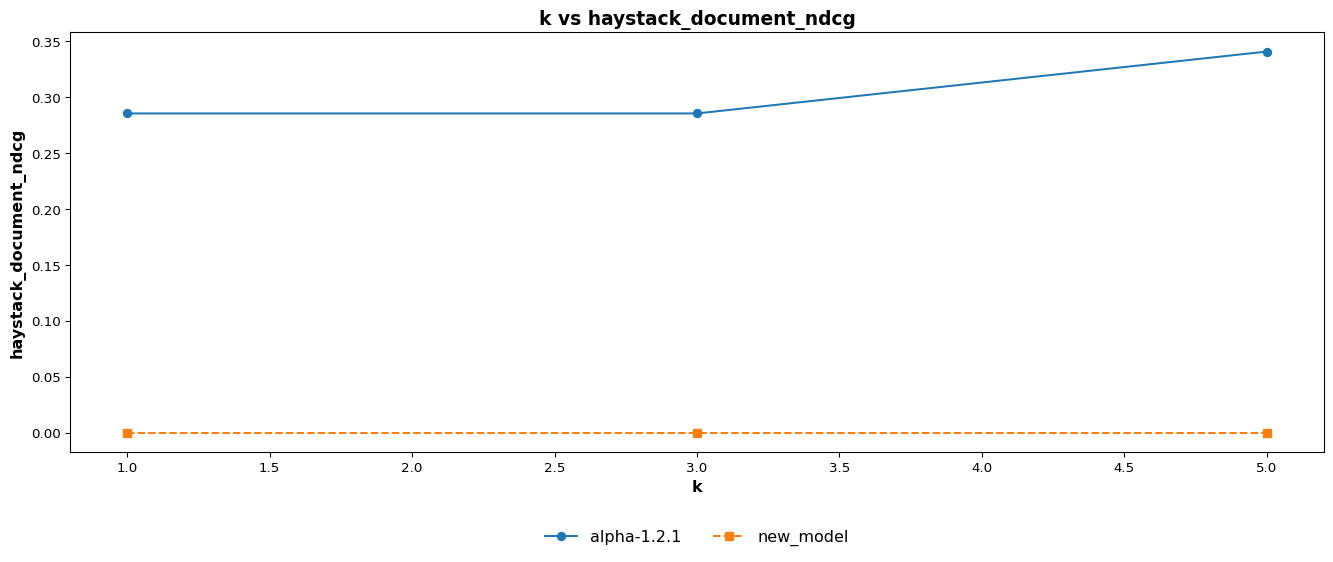 k vs haystack_document_ndcg
haystack_document_ndcg
0.35
0.30
0.25
0.20
0.15
0.10
0.05
0.00
1.0 1.5 2.0 2.5 3.0 3.5 4.0 4.5 5.0
k
alpha-1.2.1 new_model